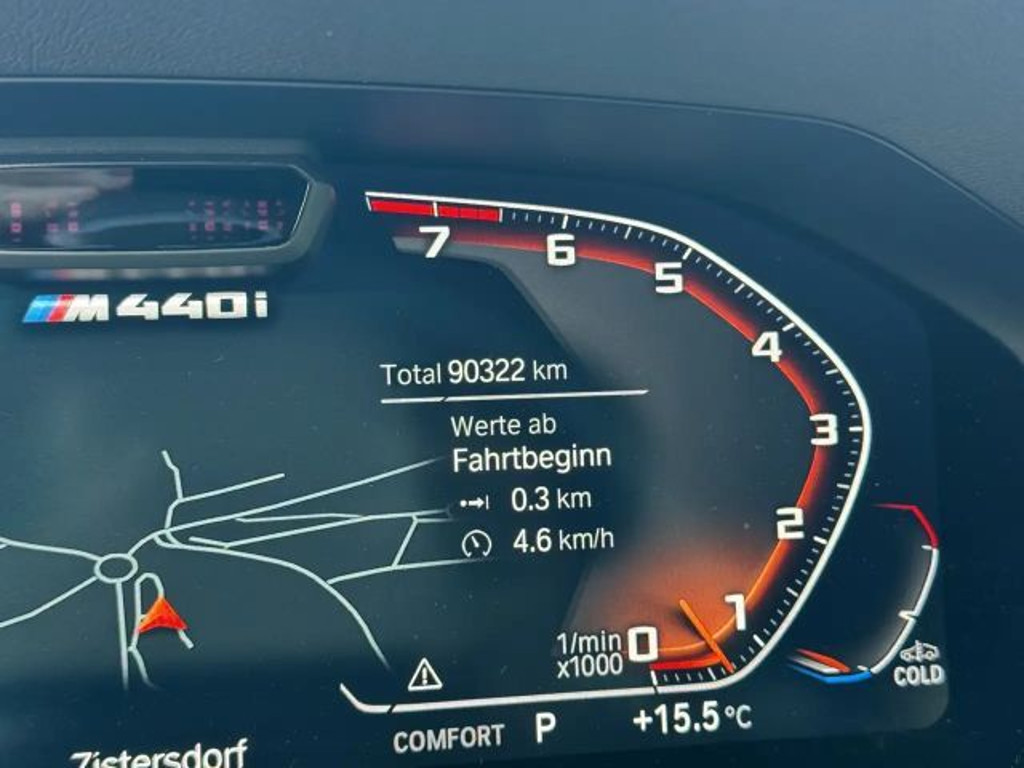 M440i
7
6
5
4
3
2
1
0
Total 90322 km
Werte ab
Fahrtbeginn
0.3 km
4.6 km/h
1/min
x1000
COLD
COMFORT P +15.5 °C
Zistersdorf